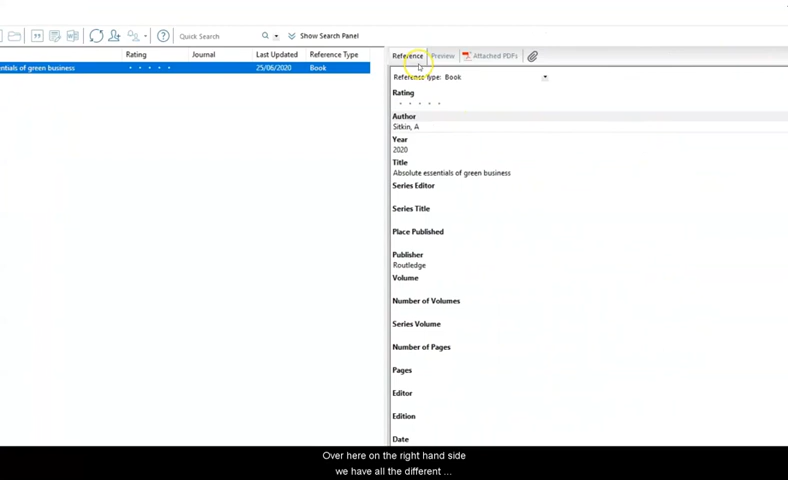 Quick Search
Show Search Panel
Rating Journal Last Updated Reference Type
entials of green business 25/06/2020 Book
Reference Preview Attached PDFs
Reference Type: Book
Rating
Author
Sitkin, A
Year
2020
Title
Absolute essentials of green business
Series Editor
Series Title
Place Published
Publisher
Routledge
Volume
Number of Volumes
Series Volume
Number of Pages
Pages
Editor
Edition
Date
Over here on the right hand side
we have all the different ...